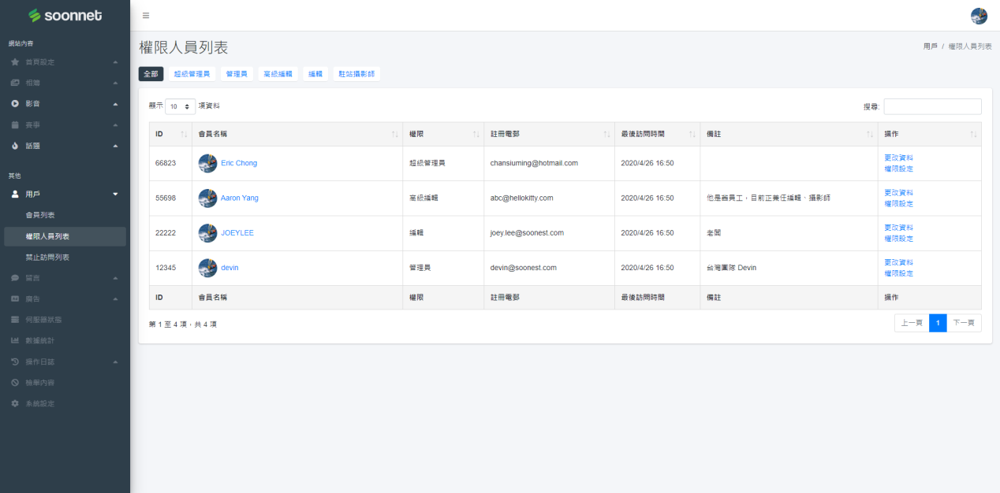 soonnet
網站內容
首頁設定
相簿
影音
賽事
話題
其他
用戶
會員列表
權限人員列表
禁止訪問列表
留言
廣告
伺服器狀態
數據統計
操作日誌
檢舉內容
系統設定
權限人員列表
用戶 / 權限人員列表
全部 超級管理員 管理員 高級編輯 編輯 駐站攝影師
顯示 10 項資料 搜尋:
ID 會員名稱 權限 註冊電郵 最後訪問時間 備註 操作
66823 Eric Chong 超級管理員 chansiuming@hotmail.com 2020/4/26 16:50 更改資料
權限設定
55698 Aaron Yang 高級編輯 abc@hellokitty.com 2020/4/26 16:50 他是舊員工，目前正兼任編輯、攝影師 更改資料
權限設定
22222 JOEYLEE 編輯 joey.lee@soonest.com 2020/4/26 16:50 老闆 更改資料
權限設定
12345 devin 管理員 devin@soonest.com 2020/4/26 16:50 台灣團隊 Devin 更改資料
權限設定
ID 會員名稱 權限 註冊電郵 最後訪問時間 備註 操作
第 1 至 4 項，共 4 項 上一頁 1 下一頁